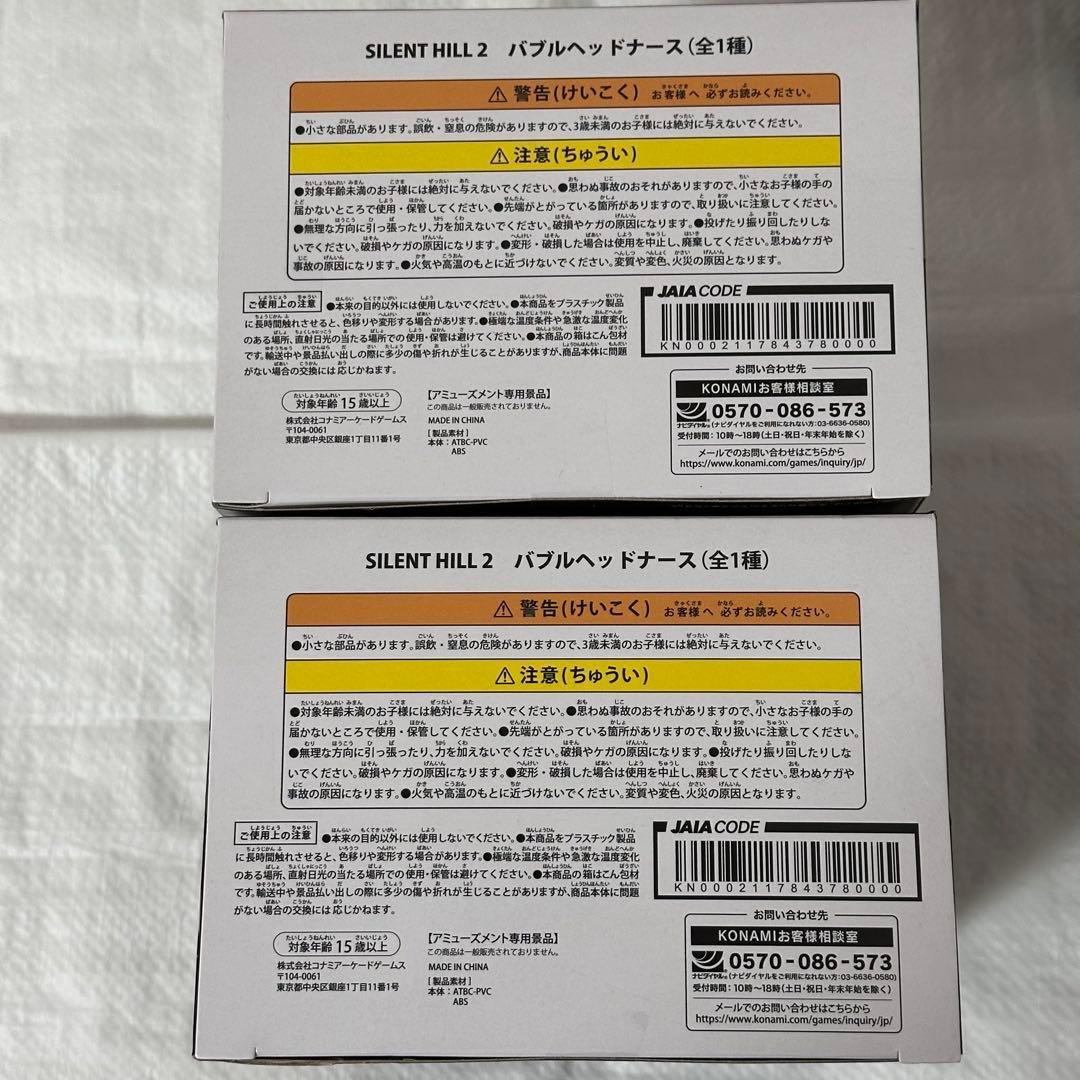 SILENT HILL 2　バブルヘッドナース(全1種)
⚠ 警告(けいこく)　お客様へ 必ずお読みください。
●小さな部品があります。誤飲・窒息の危険がありますので、3歳未満のお子様には絶対に与えないでください。
⚠ 注意(ちゅうい)
●対象年齢未満のお子様には絶対に与えないでください。●思わぬ事故のおそれがありますので、小さなお子様の手の
届かないところで使用・保管してください。●先端がとがっている箇所がありますので、取り扱いに注意してください。
●無理な方向に引っ張ったり、力を加えないでください。破損やケガの原因になります。●投げたり振り回したりしな
いでください。破損やケガの原因になります。●変形・破損した場合は使用を中止し、廃棄してください。思わぬケガや
事故の原因になります。●火気や高温のもとに近づけないでください。変質や変色、火災の原因となります。
ご使用上の注意 ●本来の目的以外には使用しないでください。●本商品をプラスチック製品
に長時間触れさせると、色移りや変形する場合があります。●極端な温度条件や急激な温度変化
のある場所、直射日光の当たる場所での使用・保管は避けてください。●本商品の箱はこん包材
です。輸送中や景品払い出しの際に多少の傷や折れが生じることがありますが、商品本体に問題
がない場合の交換には応じかねます。
JAIA CODE
KN0002117843780000
対象年齢 15歳以上
株式会社コナミアーケードゲームス
〒104-0061
東京都中央区銀座1丁目11番1号
【アミューズメント専用景品】
この商品は一般販売されておりません。
MADE IN CHINA
[製品素材]
本体：ATBC-PVC
ABS
お問い合わせ先
KONAMIお客様相談室
ナビダイヤル® 0570-086-573
(ナビダイヤルをご利用になれない方:03-6636-0580)
受付時間：10時～18時(土日・祝日・年末年始を除く)
メールでのお問い合わせはこちらから
https://www.konami.com/games/inquiry/jp/
SILENT HILL 2　バブルヘッドナース(全1種)
⚠ 警告(けいこく)　お客様へ 必ずお読みください。
●小さな部品があります。誤飲・窒息の危険がありますので、3歳未満のお子様には絶対に与えないでください。
⚠ 注意(ちゅうい)
●対象年齢未満のお子様には絶対に与えないでください。●思わぬ事故のおそれがありますので、小さなお子様の手の
届かないところで使用・保管してください。●先端がとがっている箇所がありますので、取り扱いに注意してください。
●無理な方向に引っ張ったり、力を加えないでください。破損やケガの原因になります。●投げたり振り回したりしな
いでください。破損やケガの原因になります。●変形・破損した場合は使用を中止し、廃棄してください。思わぬケガや
事故の原因になります。●火気や高温のもとに近づけないでください。変質や変色、火災の原因となります。
ご使用上の注意 ●本来の目的以外には使用しないでください。●本商品をプラスチック製品
に長時間触れさせると、色移りや変形する場合があります。●極端な温度条件や急激な温度変化
のある場所、直射日光の当たる場所での使用・保管は避けてください。●本商品の箱はこん包材
です。輸送中や景品払い出しの際に多少の傷や折れが生じることがありますが、商品本体に問題
がない場合の交換には応じかねます。
JAIA CODE
KN0002117843780000
対象年齢 15歳以上
株式会社コナミアーケードゲームス
〒104-0061
東京都中央区銀座1丁目11番1号
【アミューズメント専用景品】
この商品は一般販売されておりません。
MADE IN CHINA
[製品素材]
本体：ATBC-PVC
ABS
お問い合わせ先
KONAMIお客様相談室
ナビダイヤル® 0570-086-573
(ナビダイヤルをご利用になれない方:03-6636-0580)
受付時間：10時～18時(土日・祝日・年末年始を除く)
メールでのお問い合わせはこちらから
https://www.konami.com/games/inquiry/jp/